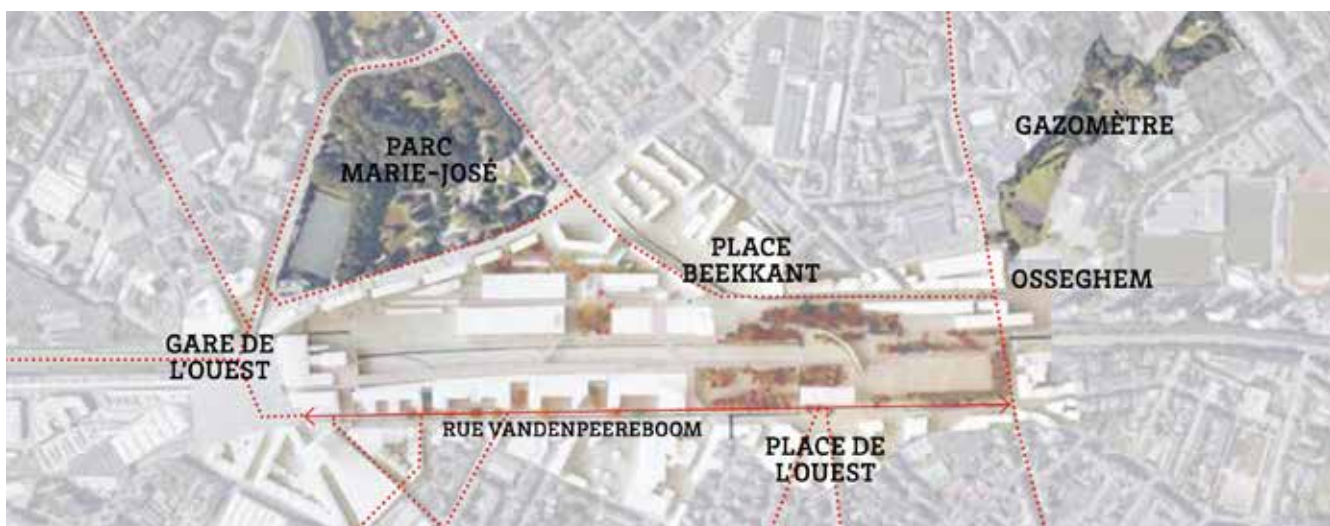 PARC
MARIE-JOSÉ
GAZOMÈTRE
PLACE
BEEKKANT
OSSEGHEM
GARE DE
L'OUEST
RUE VANDENPEEREBOOM
PLACE DE
L'OUEST